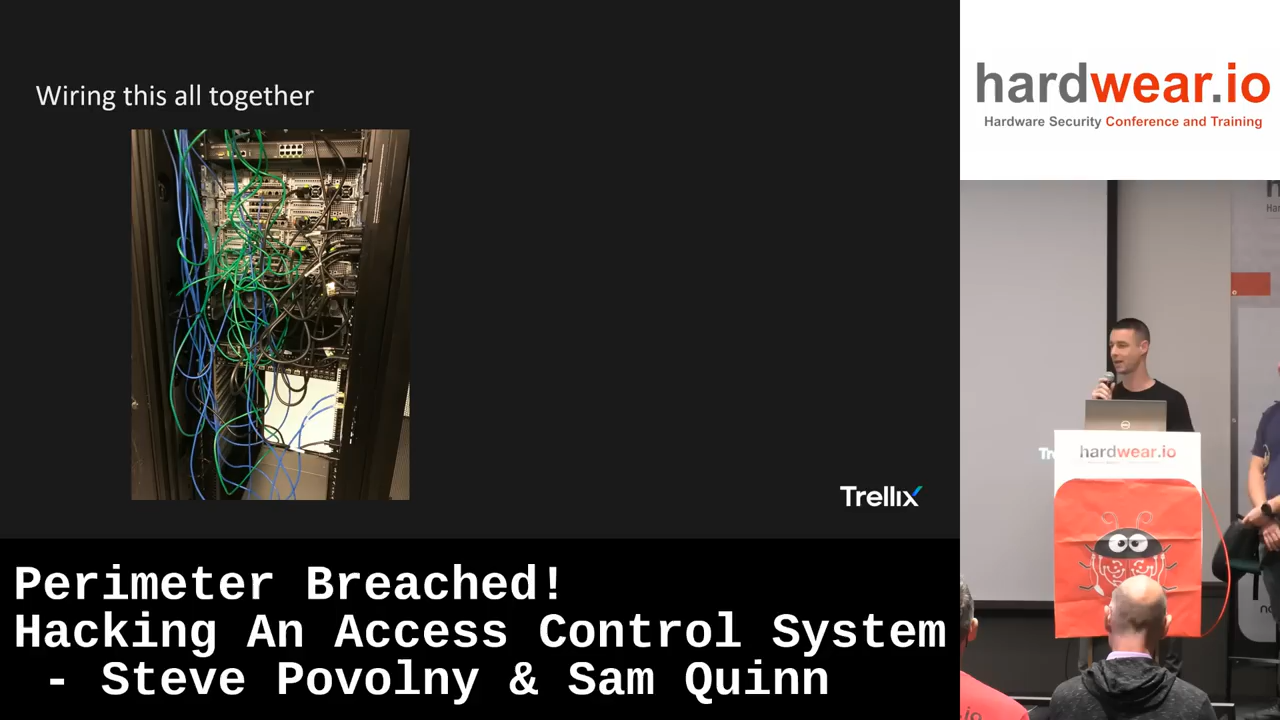 Wiring this all together
Trellix
Perimeter Breached!
Hacking An Access Control System
- Steve Povolny & Sam Quinn
hardwear.io
Hardware Security Conference and Training
hardwear.io